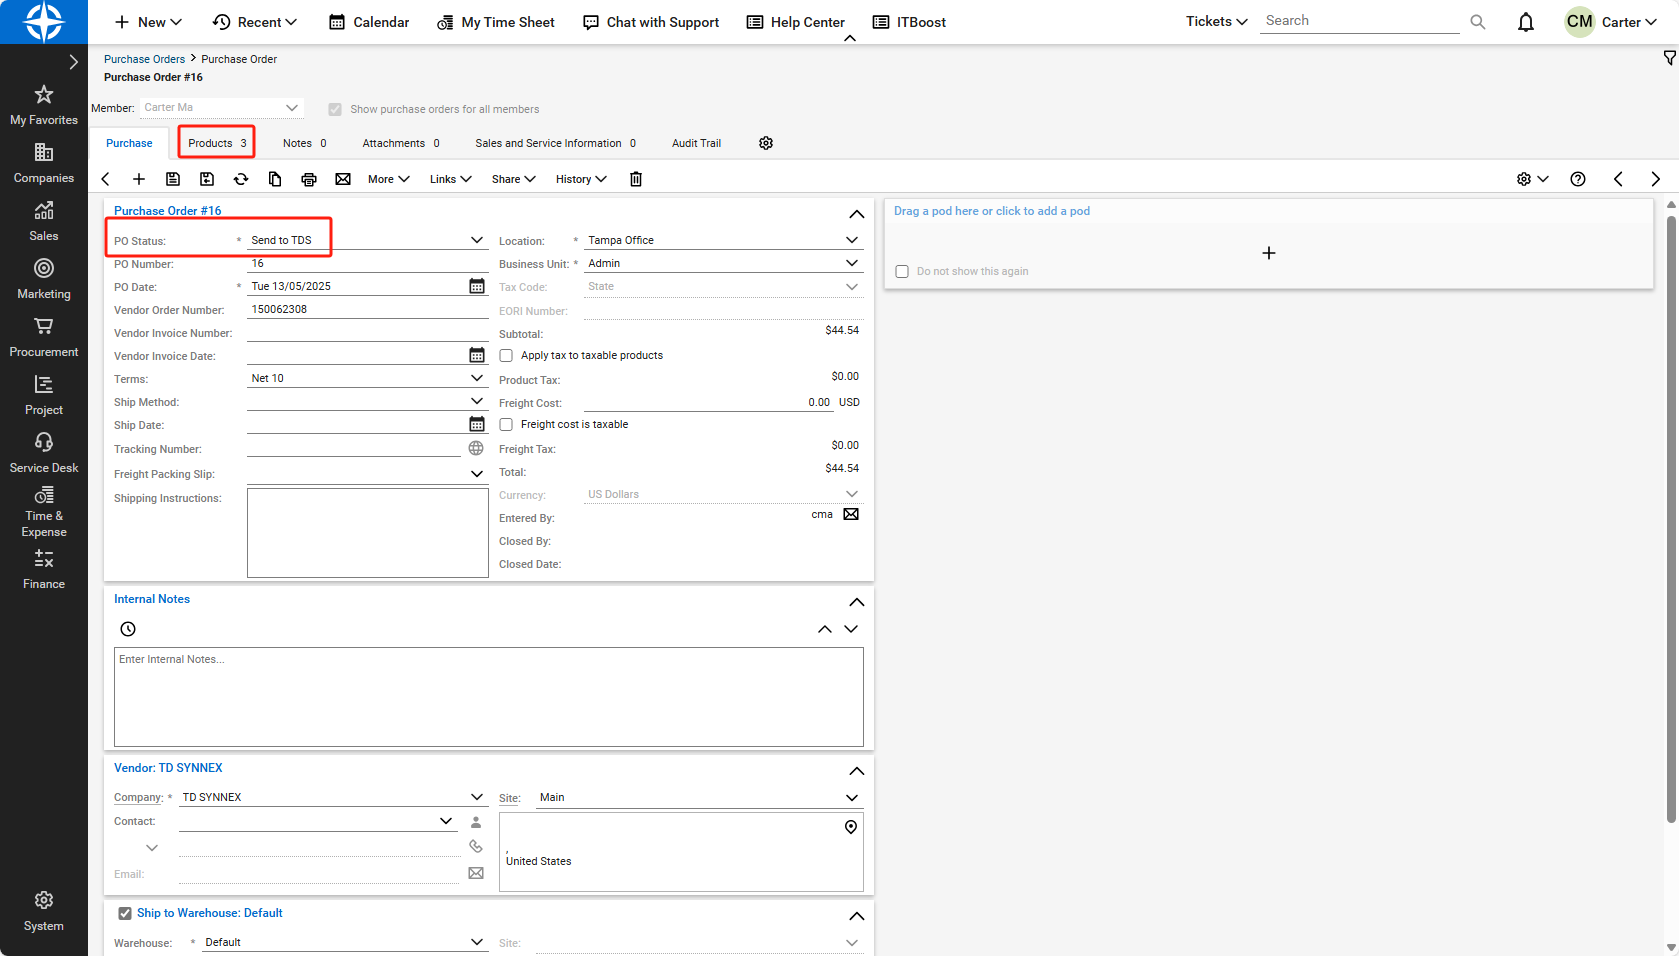 New
Recent
Calendar
My Time Sheet
Chat with Support
Help Center
ITBoost
Tickets
Search
CM
Carter
My Favorites
Companies
Sales
Marketing
Procurement
Project
Service Desk
Time &
Expense
Finance
System
Purchase Orders > Purchase Order
Purchase Order #16
Member: Carter Ma
Show purchase orders for all members
Purchase
Products 3
Notes 0
Attachments 0
Sales and Service Information 0
Audit Trail
More
Links
Share
History
Purchase Order #16
PO Status: * Send to TDS
PO Number: 16
PO Date: * Tue 13/05/2025
Vendor Order Number: 150062308
Vendor Invoice Number:
Vendor Invoice Date:
Terms: Net 10
Ship Method:
Ship Date:
Tracking Number:
Freight Packing Slip:
Shipping Instructions:
Location: * Tampa Office
Business Unit: * Admin
Tax Code: State
EORI Number:
Subtotal: $44.54
Apply tax to taxable products
Product Tax: $0.00
Freight Cost: 0.00 USD
Freight cost is taxable
Freight Tax: $0.00
Total: $44.54
Currency: US Dollars
Entered By: cma
Closed By:
Closed Date:
Drag a pod here or click to add a pod
Do not show this again
Internal Notes
Enter Internal Notes...
Vendor: TD SYNNEX
Company: * TD SYNNEX
Contact:
Email:
Site: Main
,
United States
Ship to Warehouse: Default
Warehouse: * Default
Site: